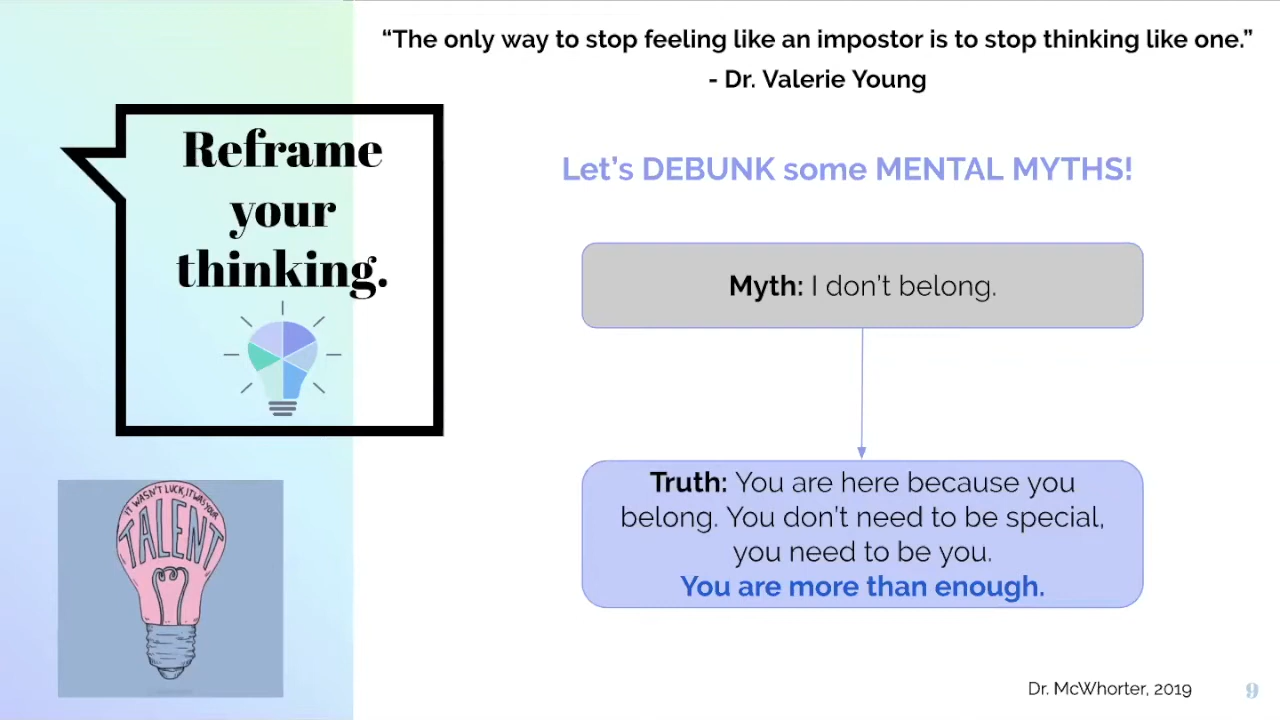 “The only way to stop feeling like an impostor is to stop thinking like one.”
- Dr. Valerie Young
Reframe
your
thinking.
Let’s DEBUNK some MENTAL MYTHS!
Myth: I don’t belong.
Truth: You are here because you
belong. You don’t need to be special,
you need to be you.
You are more than enough.
IT WASN'T LUCK, IT WAS YOUR
TALENT
Dr. McWhorter, 2019
9